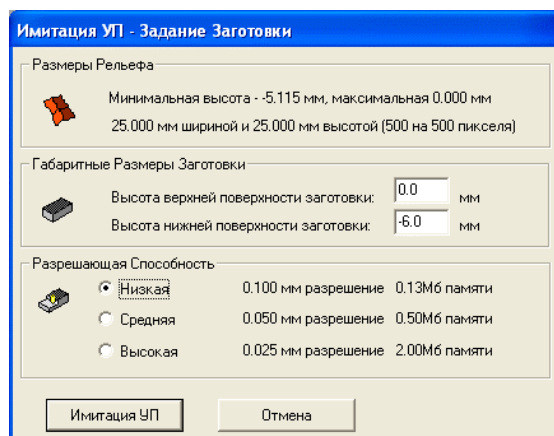 Имитация УП - Задание Заготовки
Размеры Рельефа
Минимальная высота - -5.115 мм, максимальная 0.000 мм
25.000 мм шириной и 25.000 мм высотой (500 на 500 пикселя)
Габаритные Размеры Заготовки
Высота верхней поверхности заготовки: 0.0 мм
Высота нижней поверхности заготовки: -6.0 мм
Разрешающая Способность
Низкая 0.100 мм разрешение 0.13Мб памяти
Средняя 0.050 мм разрешение 0.50Мб памяти
Высокая 0.025 мм разрешение 2.00Мб памяти
Имитация УП Отмена